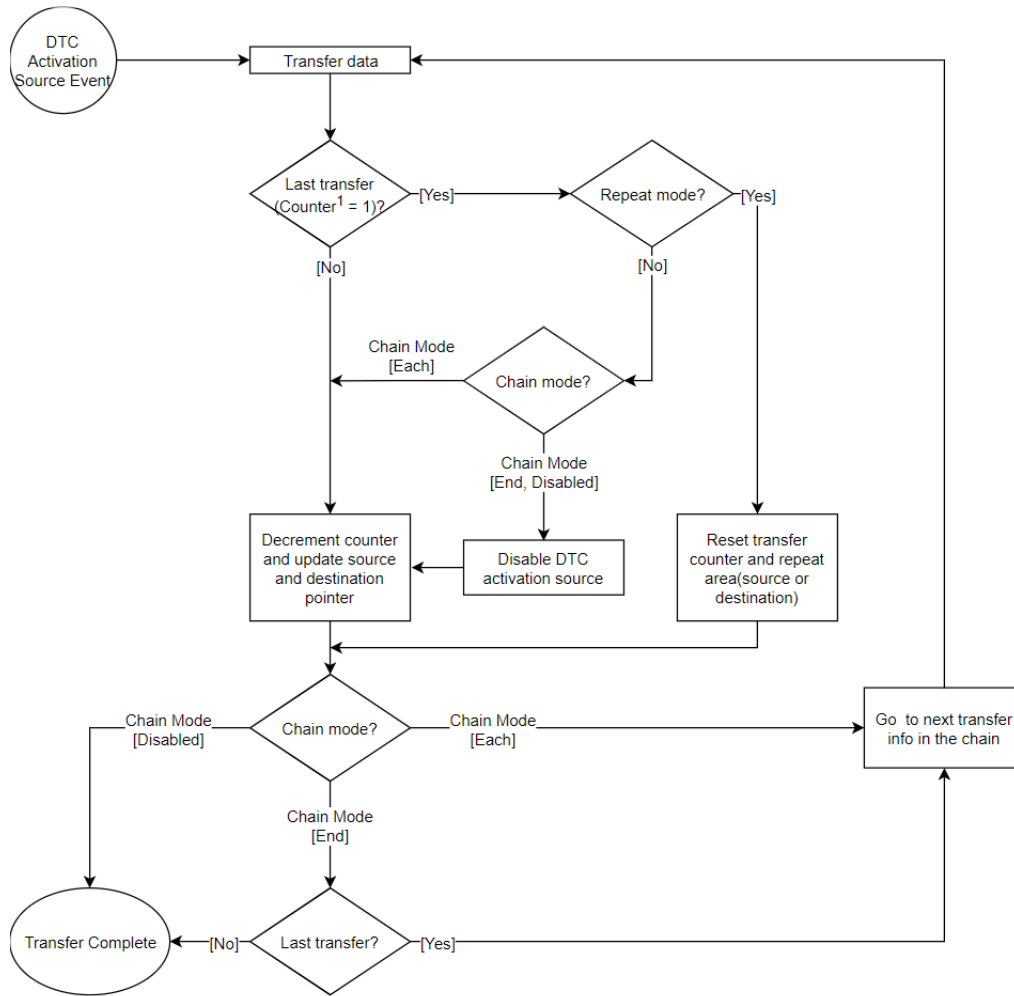 DTC
Activation
Source Event
Transfer data
Last transfer
(Counter¹ = 1)?
[Yes]
Repeat mode?
[Yes]
[No]
[No]
Chain Mode
[Each]
Chain mode?
Chain Mode
[End, Disabled]
Decrement counter
and update source
and destination
pointer
Disable DTC
activation source
Reset transfer
counter and repeat
area(source or
destination)
Chain Mode
[Disabled]
Chain mode?
Chain Mode
[Each]
Go to next transfer
info in the chain
Chain Mode
[End]
Transfer Complete
[No]
Last transfer?
[Yes]